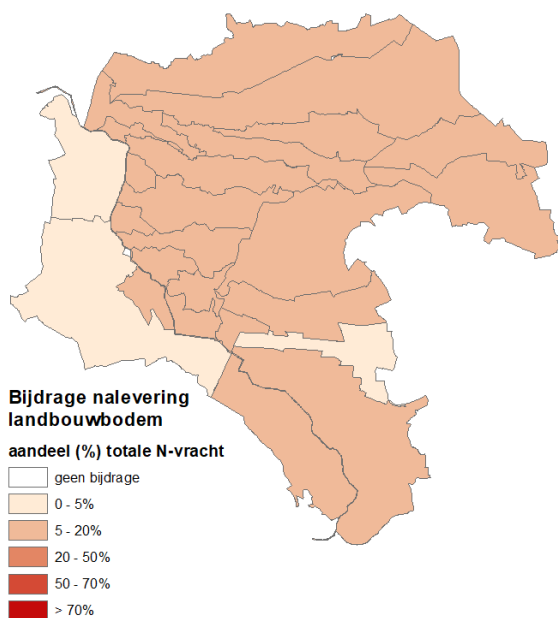 Bijdrage nalevering
landbouwbodem
aandeel (%) totale N-vracht
geen bijdrage
0 - 5%
5 - 20%
20 - 50%
50 - 70%
> 70%